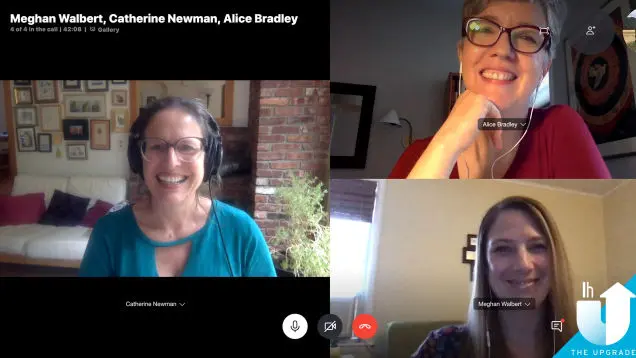 Meghan Walbert, Catherine Newman, Alice Bradley
4 of 4 in the call | 42:08 | Gallery
Alice Bradley
Catherine Newman
Meghan Walbert
lh
U
THE UPGRADE